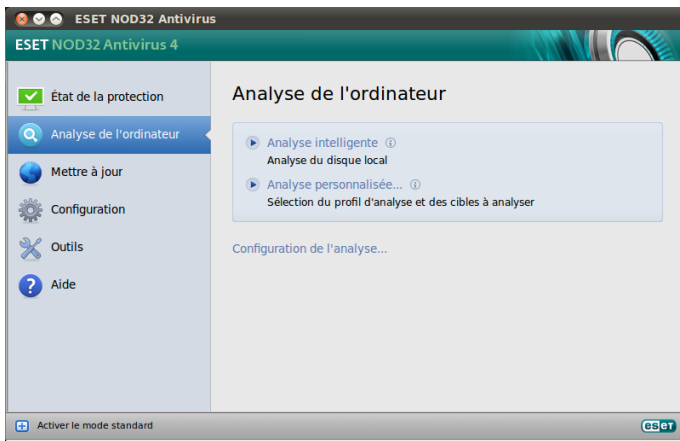 ESET NOD32 Antivirus
ESET NOD32 Antivirus 4
État de la protection
Analyse de l'ordinateur
Mettre à jour
Configuration
Outils
? Aide
Analyse de l'ordinateur
Analyse intelligente
Analyse du disque local
Analyse personnalisée...
Sélection du profil d'analyse et des cibles à analyser
Configuration de l'analyse...
Activer le mode standard
eseT